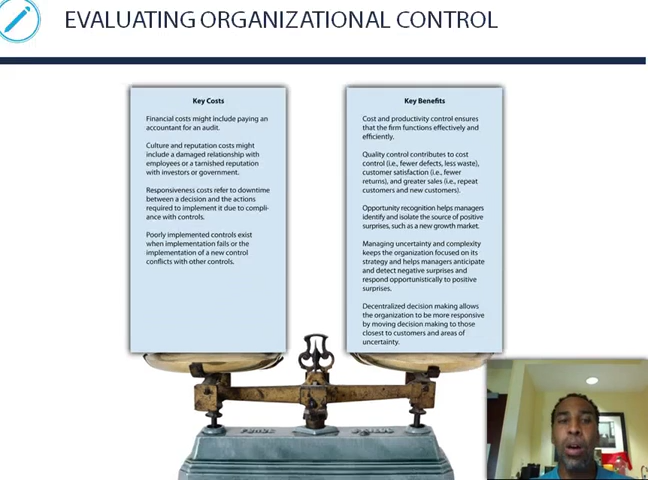 EVALUATING ORGANIZATIONAL CONTROL
Key Costs
Financial costs might include paying an
accountant for an audit.
Culture and reputation costs might
include a damaged relationship with
employees or a tarnished reputation
with investors or government.
Responsiveness costs refer to downtime
between a decision and the actions
required to implement it due to compli-
ance with controls.
Poorly implemented controls exist
when implementation fails or the
implementation of a new control
conflicts with other controls.
Key Benefits
Cost and productivity control ensures
that the firm functions effectively and
efficiently.
Quality control contributes to cost
control (i.e., fewer defects, less waste),
customer satisfaction (i.e., fewer
returns), and greater sales (i.e., repeat
customers and new customers).
Opportunity recognition helps managers
identify and isolate the source of positive
surprises, such as a new growth market.
Managing uncertainty and complexity
keeps the organization focused on its
strategy and helps managers anticipate
and detect negative surprises and
respond opportunistically to positive
surprises.
Decentralized decision making allows
the organization to be more responsive
by moving decision making to those
closest to customers and areas of
uncertainty.